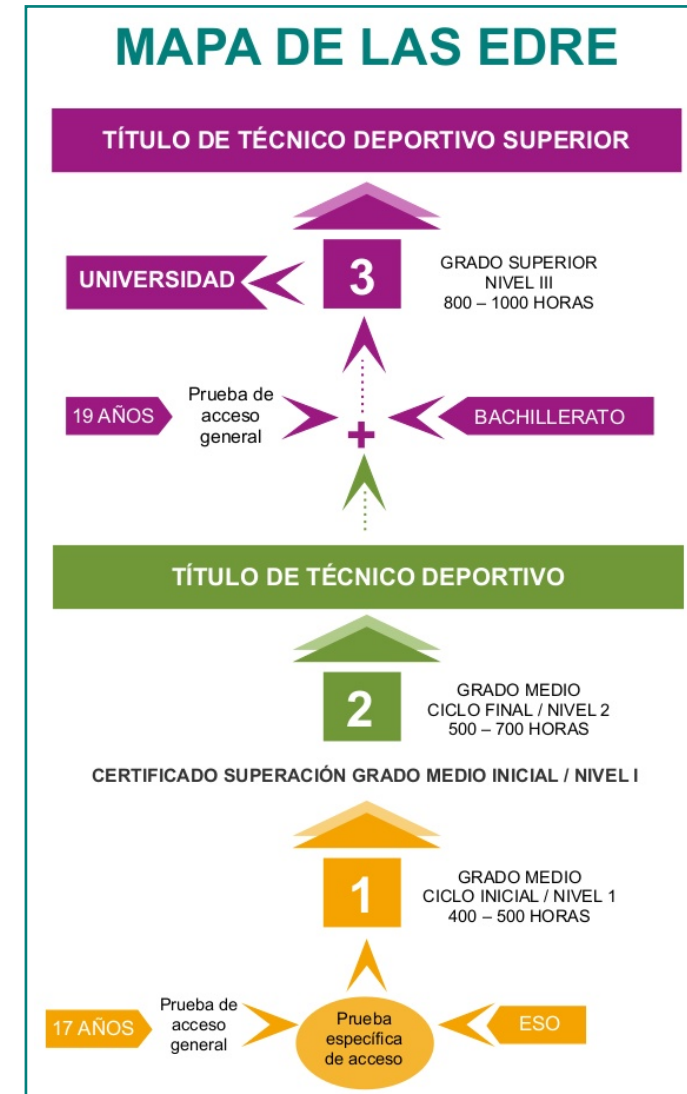 MAPA DE LAS EDRE
TÍTULO DE TÉCNICO DEPORTIVO SUPERIOR
UNIVERSIDAD
3
GRADO SUPERIOR
NIVEL III
800 – 1000 HORAS
19 AÑOS
Prueba de
acceso
general
+
BACHILLERATO
TÍTULO DE TÉCNICO DEPORTIVO
2
GRADO MEDIO
CICLO FINAL / NIVEL 2
500 – 700 HORAS
CERTIFICADO SUPERACIÓN GRADO MEDIO INICIAL / NIVEL I
1
GRADO MEDIO
CICLO INICIAL / NIVEL 1
400 – 500 HORAS
17 AÑOS
Prueba de
acceso
general
Prueba
específica
de acceso
ESO